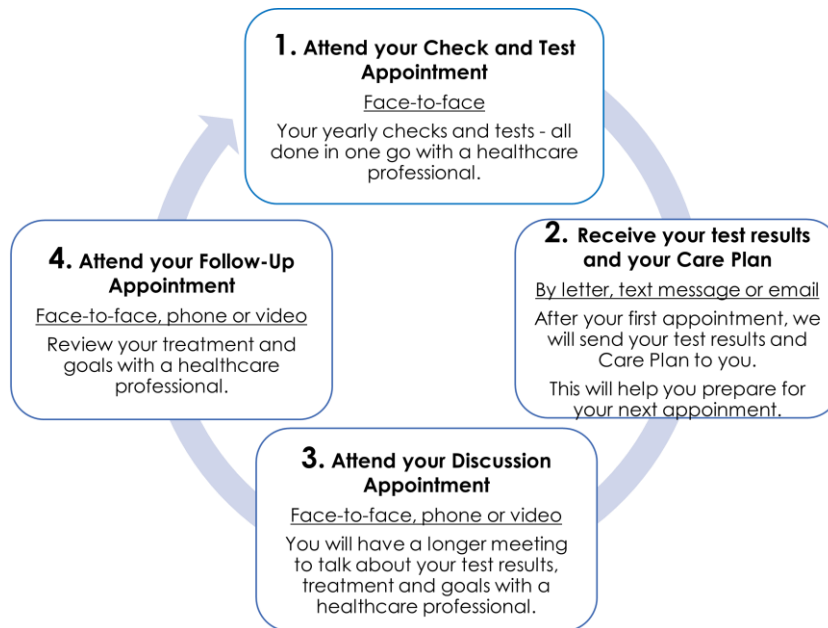 1. Attend your Check and Test
Appointment
Face-to-face
Your yearly checks and tests - all
done in one go with a healthcare
professional.
2. Receive your test results
and your Care Plan
By letter, text message or email
After your first appointment, we
will send your test results and
Care Plan to you.
This will help you prepare for
your next appoinment.
3. Attend your Discussion
Appointment
Face-to-face, phone or video
You will have a longer meeting
to talk about your test results,
treatment and goals with a
healthcare professional.
4. Attend your Follow-Up
Appointment
Face-to-face, phone or video
Review your treatment and
goals with a healthcare
professional.